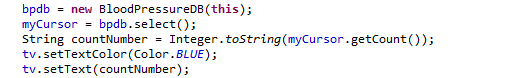 bpdb = new BloodPressureDB(this);
myCursor = bpdb.select();
String countNumber = Integer.toString(myCursor.getCount());
tv.setTextColor(Color.BLUE);
tv.setText(countNumber);